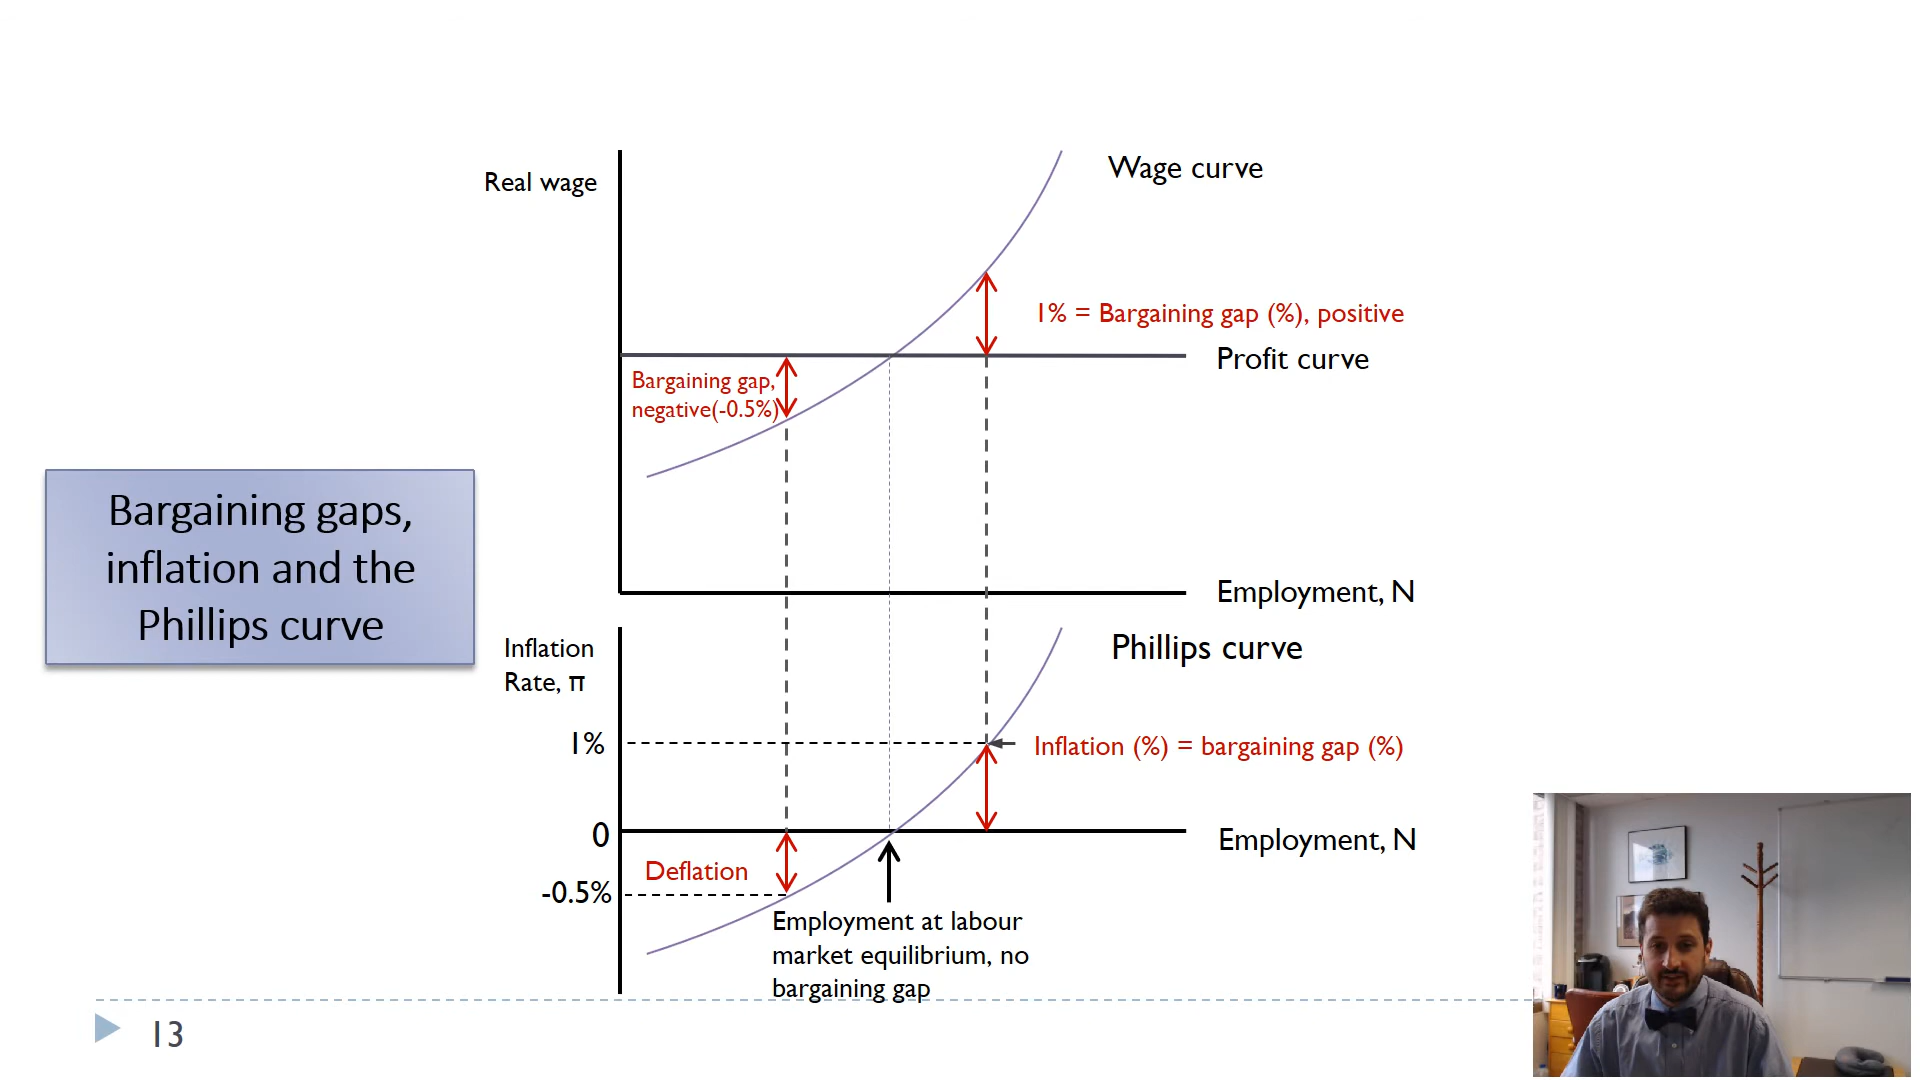 Real wage
Wage curve
1% = Bargaining gap (%), positive
Profit curve
Bargaining gap,
negative(-0.5%)
Bargaining gaps,
inflation and the
Phillips curve
Employment, N
Inflation
Rate, π
Phillips curve
1%
Inflation (%) = bargaining gap (%)
0
Employment, N
Deflation
-0.5%
Employment at labour
market equilibrium, no
bargaining gap
13